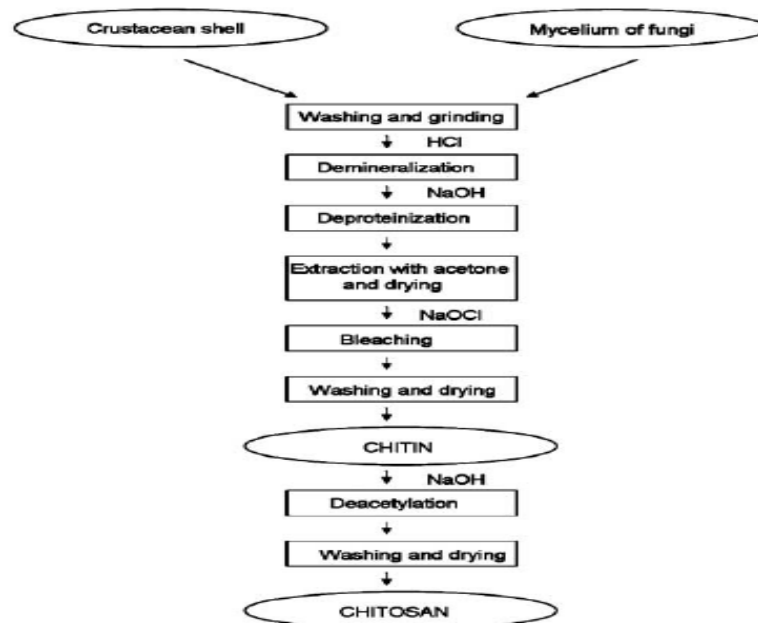 Crustacean shell
Mycelium of fungi
Washing and grinding
HCl
Demineralization
NaOH
Deproteinization
Extraction with acetone
and drying
NaOCl
Bleaching
Washing and drying
CHITIN
NaOH
Deacetylation
Washing and drying
CHITOSAN